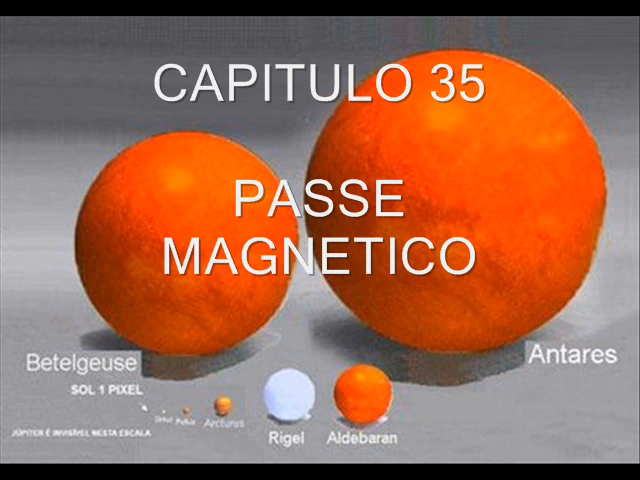 CAPITULO 35
PASSE
MAGNETICO
Betelgeuse
Antares
SOL 1 PIXEL
Arcturus
JÚPITER É INVISÍVEL NESTA ESCALA
Rigel
Aldebaran